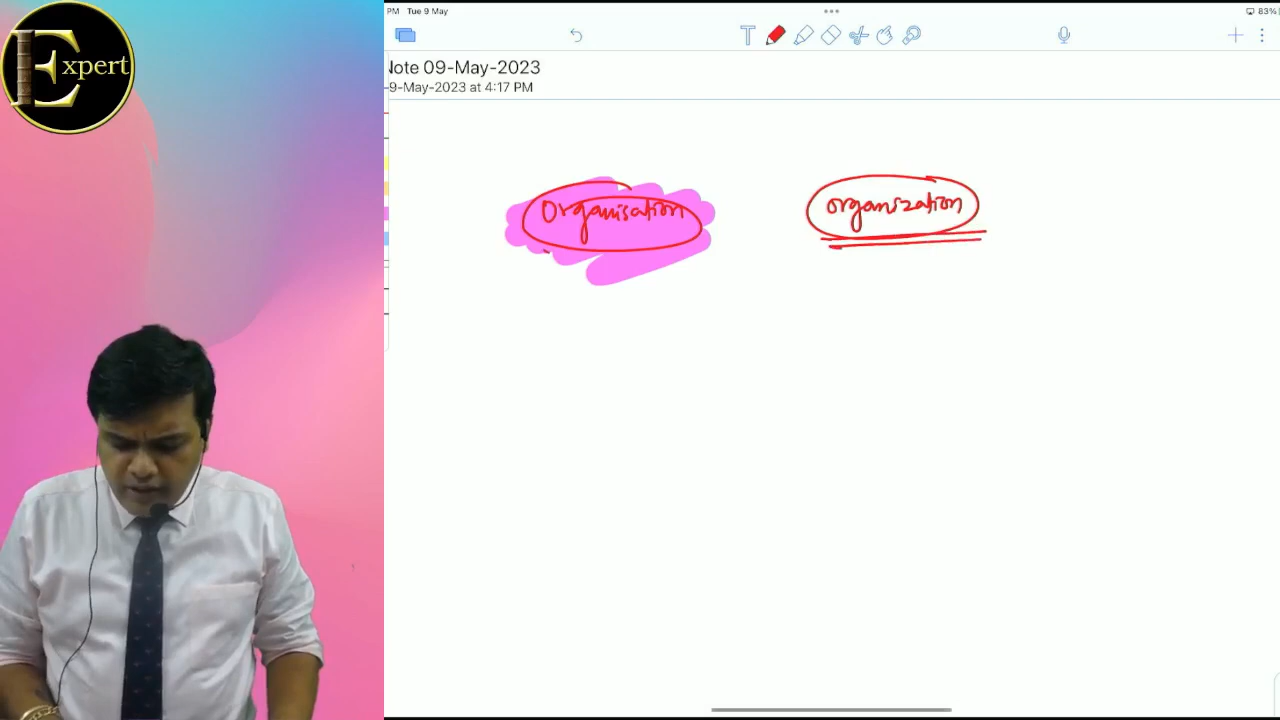 Expert
PM Tue 9 May
83%
Note 09-May-2023
9-May-2023 at 4:17 PM
Organisation
Organization